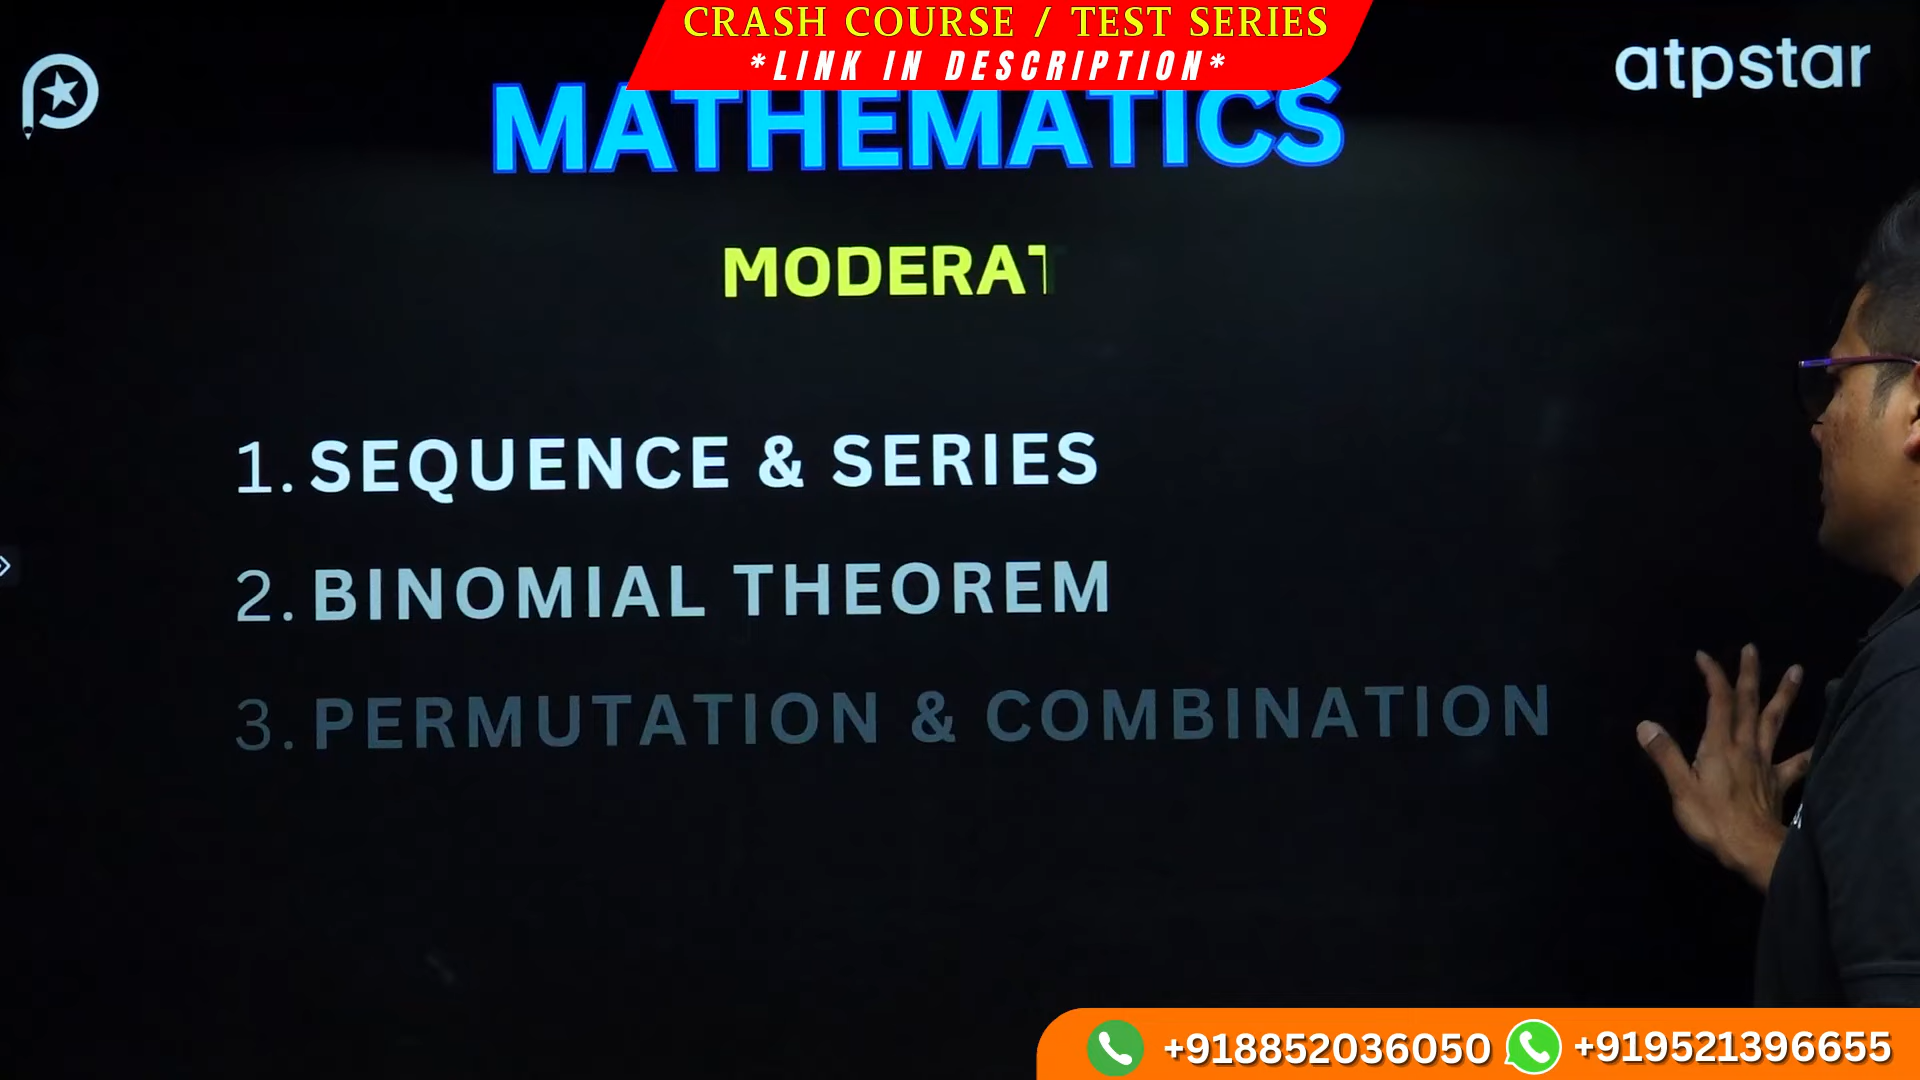 CRASH COURSE / TEST SERIES
*LINK IN DESCRIPTION*
atpstar
MATHEMATICS
MODERAT
1. SEQUENCE & SERIES
2. BINOMIAL THEOREM
3. PERMUTATION & COMBINATION
+918852036050 +919521396655